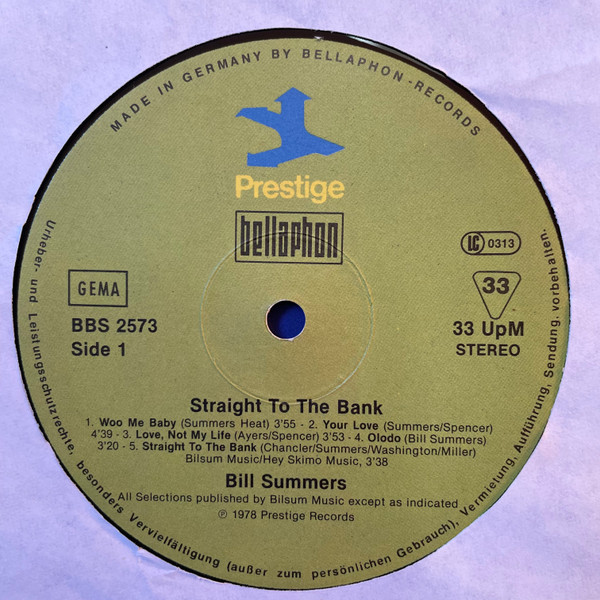 MADE IN GERMANY BY BELLAPHON-RECORDS
Prestige
bellaphon
LC 0313
GEMA
33
BBS 2573
33 UpM
Side 1
STEREO
Straight To The Bank
1. Woo Me Baby (Summers Heat) 3'55 - 2. Your Love (Summers/Spencer)
4'39 - 3. Love, Not My Life (Ayers/Spencer) 3'53 - 4. Olodo (Bill Summers)
3'20 - 5. Straight To The Bank (Chancler/Summers/Washington/Miller)
Bilsum Music/Hey Skimo Music, 3'38
Bill Summers
All Selections published by Bilsum Music except as indicated
℗ 1978 Prestige Records
Urheber- und Leistungsschutzrechte, besonders Vervielfältigung (außer zum persönlichen Gebrauch), Vermietung, Aufführung, Sendung, vorbehalten.